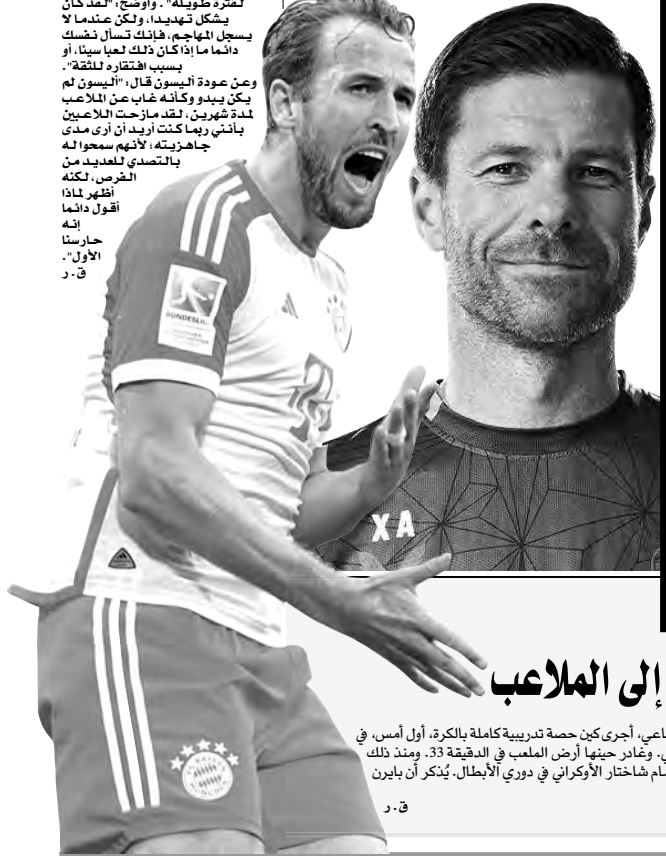 لفترة طويلة". وأوضح: "لقد كان
يشكل تهديدا، ولكن عندما لا
يسجل المهاجم، فإنك تسأل نفسك
دائما ما إذا كان ذلك لعبا سيئا، أو
بسبب افتقاره للثقة".
وعن عودة أليسون قال: "أليسون لم
يكن يبدو وكأنه غاب عن الملاعب
لمدة شهرين، لقد مازحت اللاعبين
بأنني ربما كنت أريد أن أرى مدى
جاهزيته؛ لأنهم سمحوا له
بالتصدي للعديد من
الفرص، لكنه
أظهر لماذا
أقول دائما
إنه
حارسنا
الأول".
ق.ر
BUNDESLIGA
XA
إلى الملاعب
أجرى كين حصة تدريبية كاملة بالكرة، أول أمس، في
وغادر حينها أرض الملعب في الدقيقة 33. ومنذ ذلك
شاختار الأوكراني في دوري الأبطال. يُذكر أن بايرن
ق.ر